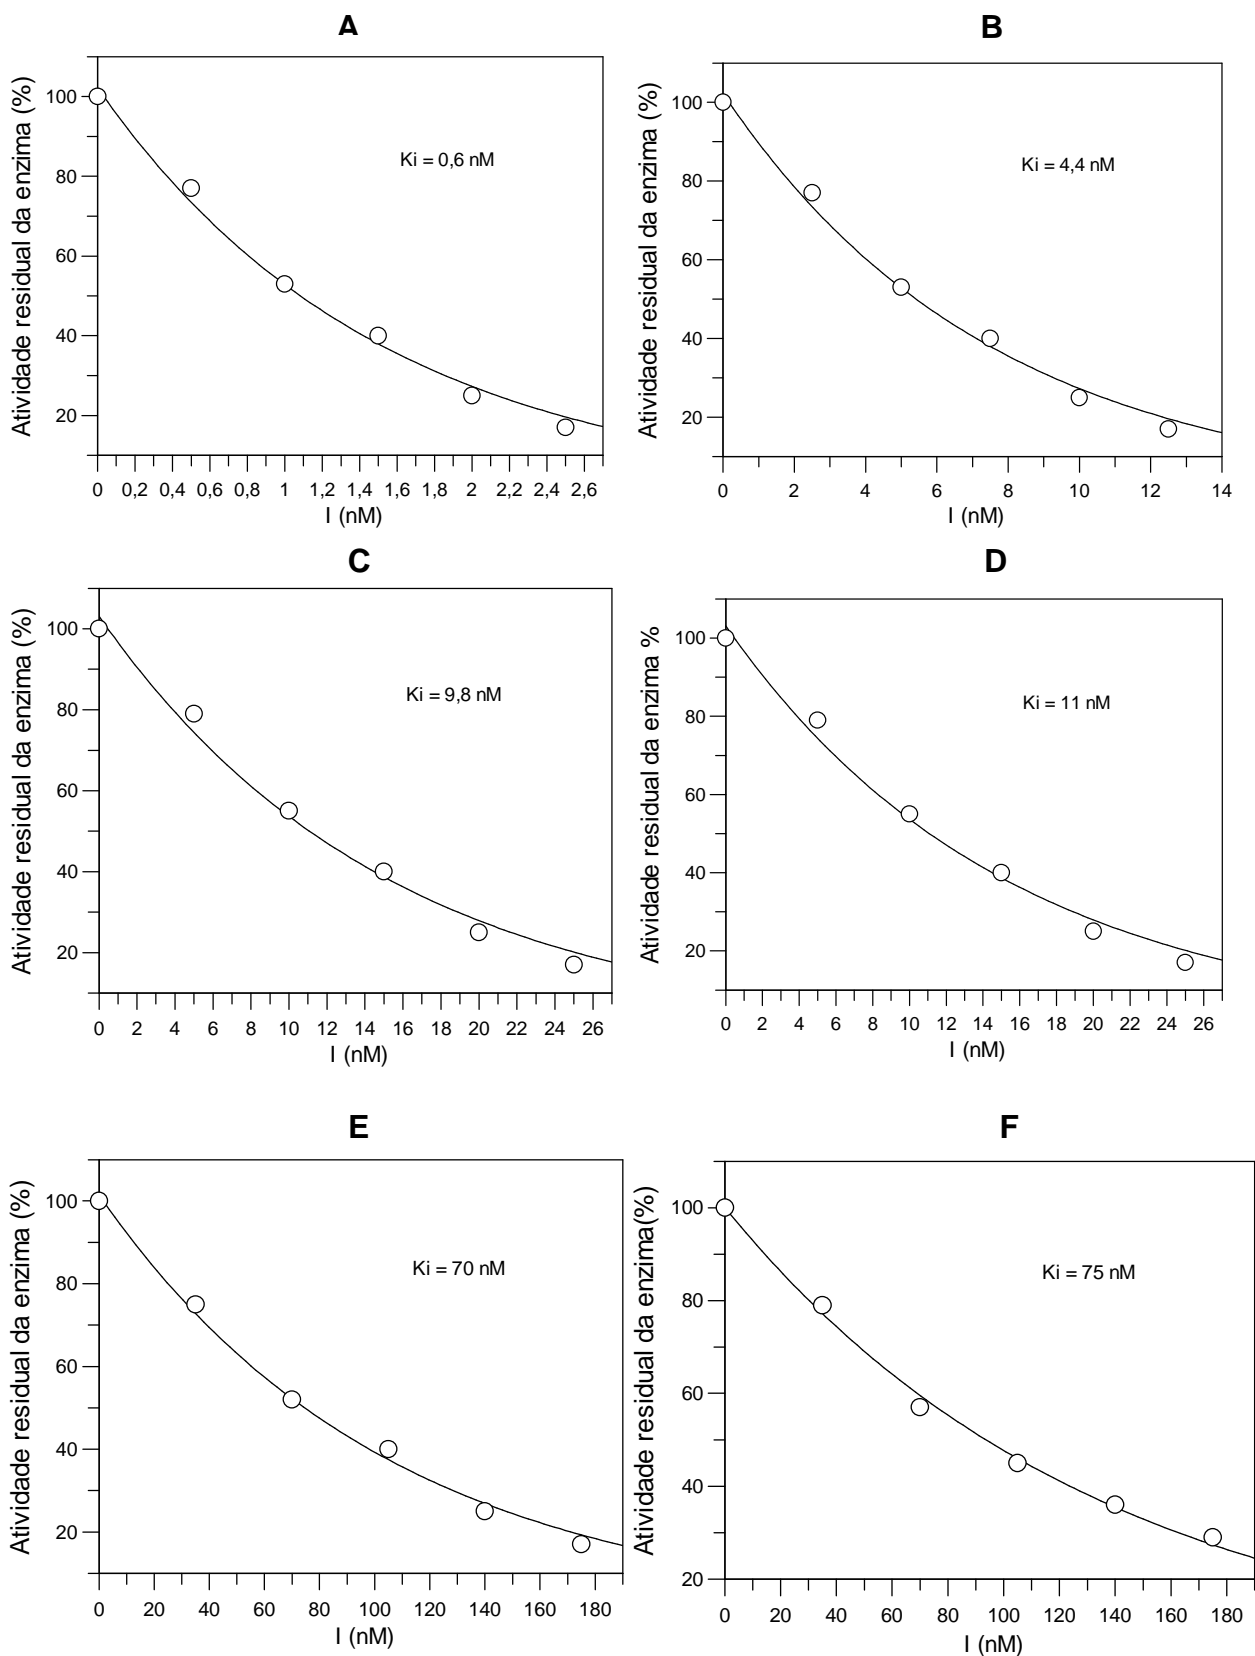 A
Atividade residual da enzima (%)
100
80
60
40
20
Ki = 0,6 nM
0 0,2 0,4 0,6 0,8 1 1,2 1,4 1,6 1,8 2 2,2 2,4 2,6
I (nM)
B
Atividade residual da enzima (%)
100
80
60
40
20
Ki = 4,4 nM
0 2 4 6 8 10 12 14
I (nM)
C
Atividade residual da enzima (%)
100
80
60
40
20
Ki = 9,8 nM
0 2 4 6 8 10 12 14 16 18 20 22 24 26
I (nM)
D
Atividade residual da enzima %
100
80
60
40
20
Ki = 11 nM
0 2 4 6 8 10 12 14 16 18 20 22 24 26
I (nM)
E
Atividade residual da enzima (%)
100
80
60
40
20
Ki = 70 nM
0 20 40 60 80 100 120 140 160 180
I (nM)
F
Atividade residual da enzima(%)
100
80
60
40
20
Ki = 75 nM
0 20 40 60 80 100 120 140 160 180
I (nM)